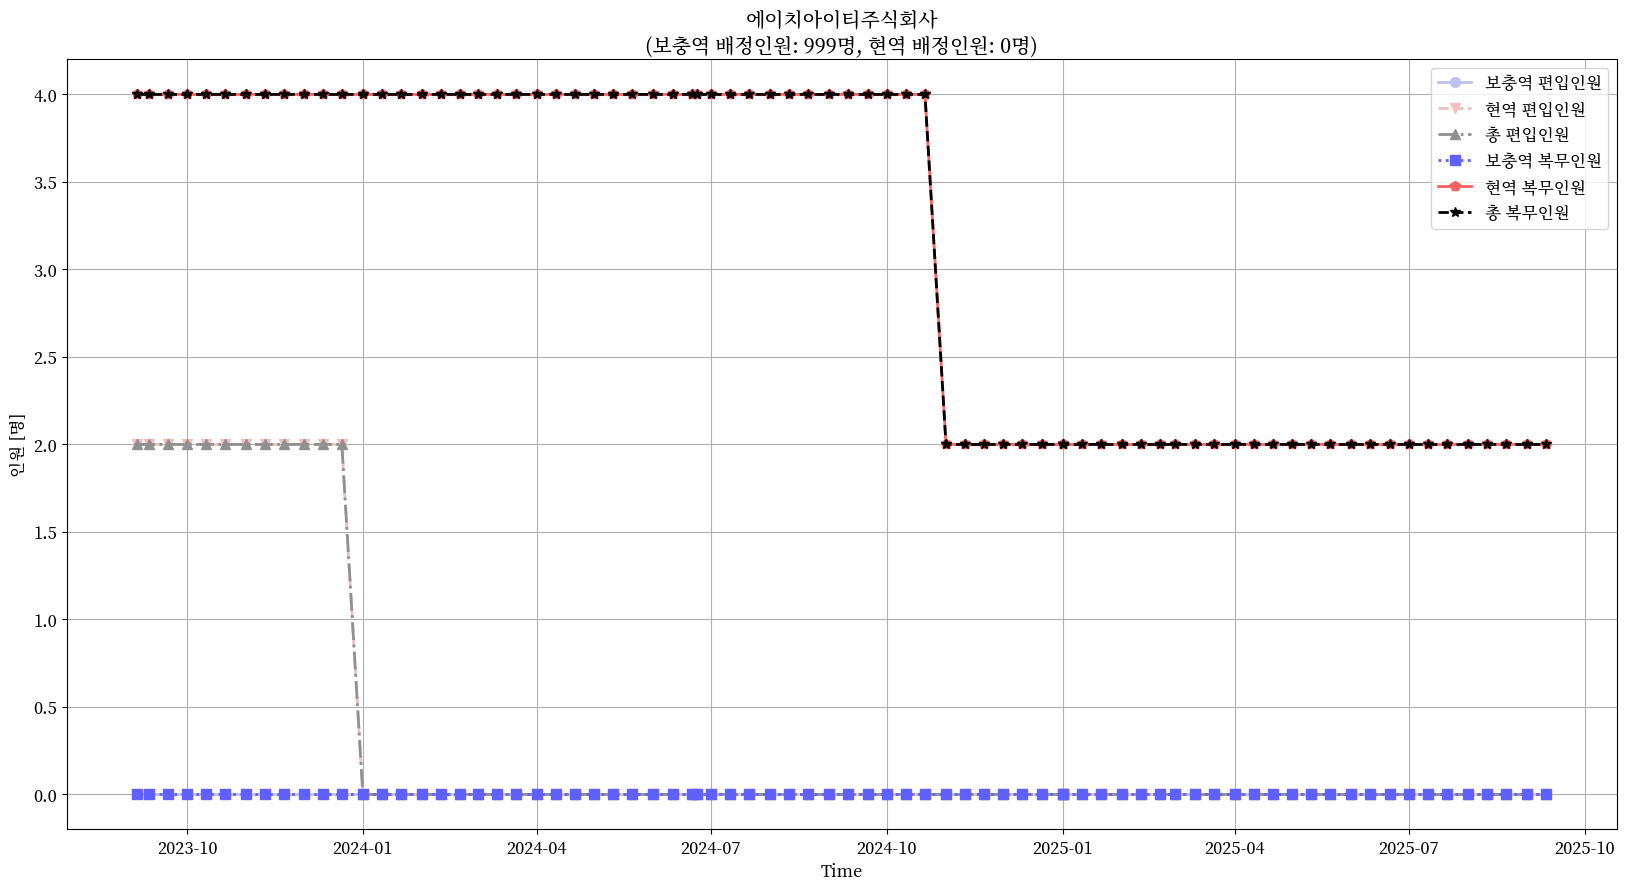 에이치아이티주식회사
(보충역 배정인원: 999명, 현역 배정인원: 0명)
보충역 편입인원
현역 편입인원
총 편입인원
보충역 복무인원
현역 복무인원
총 복무인원
인원 [명]
4.0
3.5
3.0
2.5
2.0
1.5
1.0
0.5
0.0
2023-10 2024-01 2024-04 2024-07 2024-10 2025-01 2025-04 2025-07 2025-10
Time